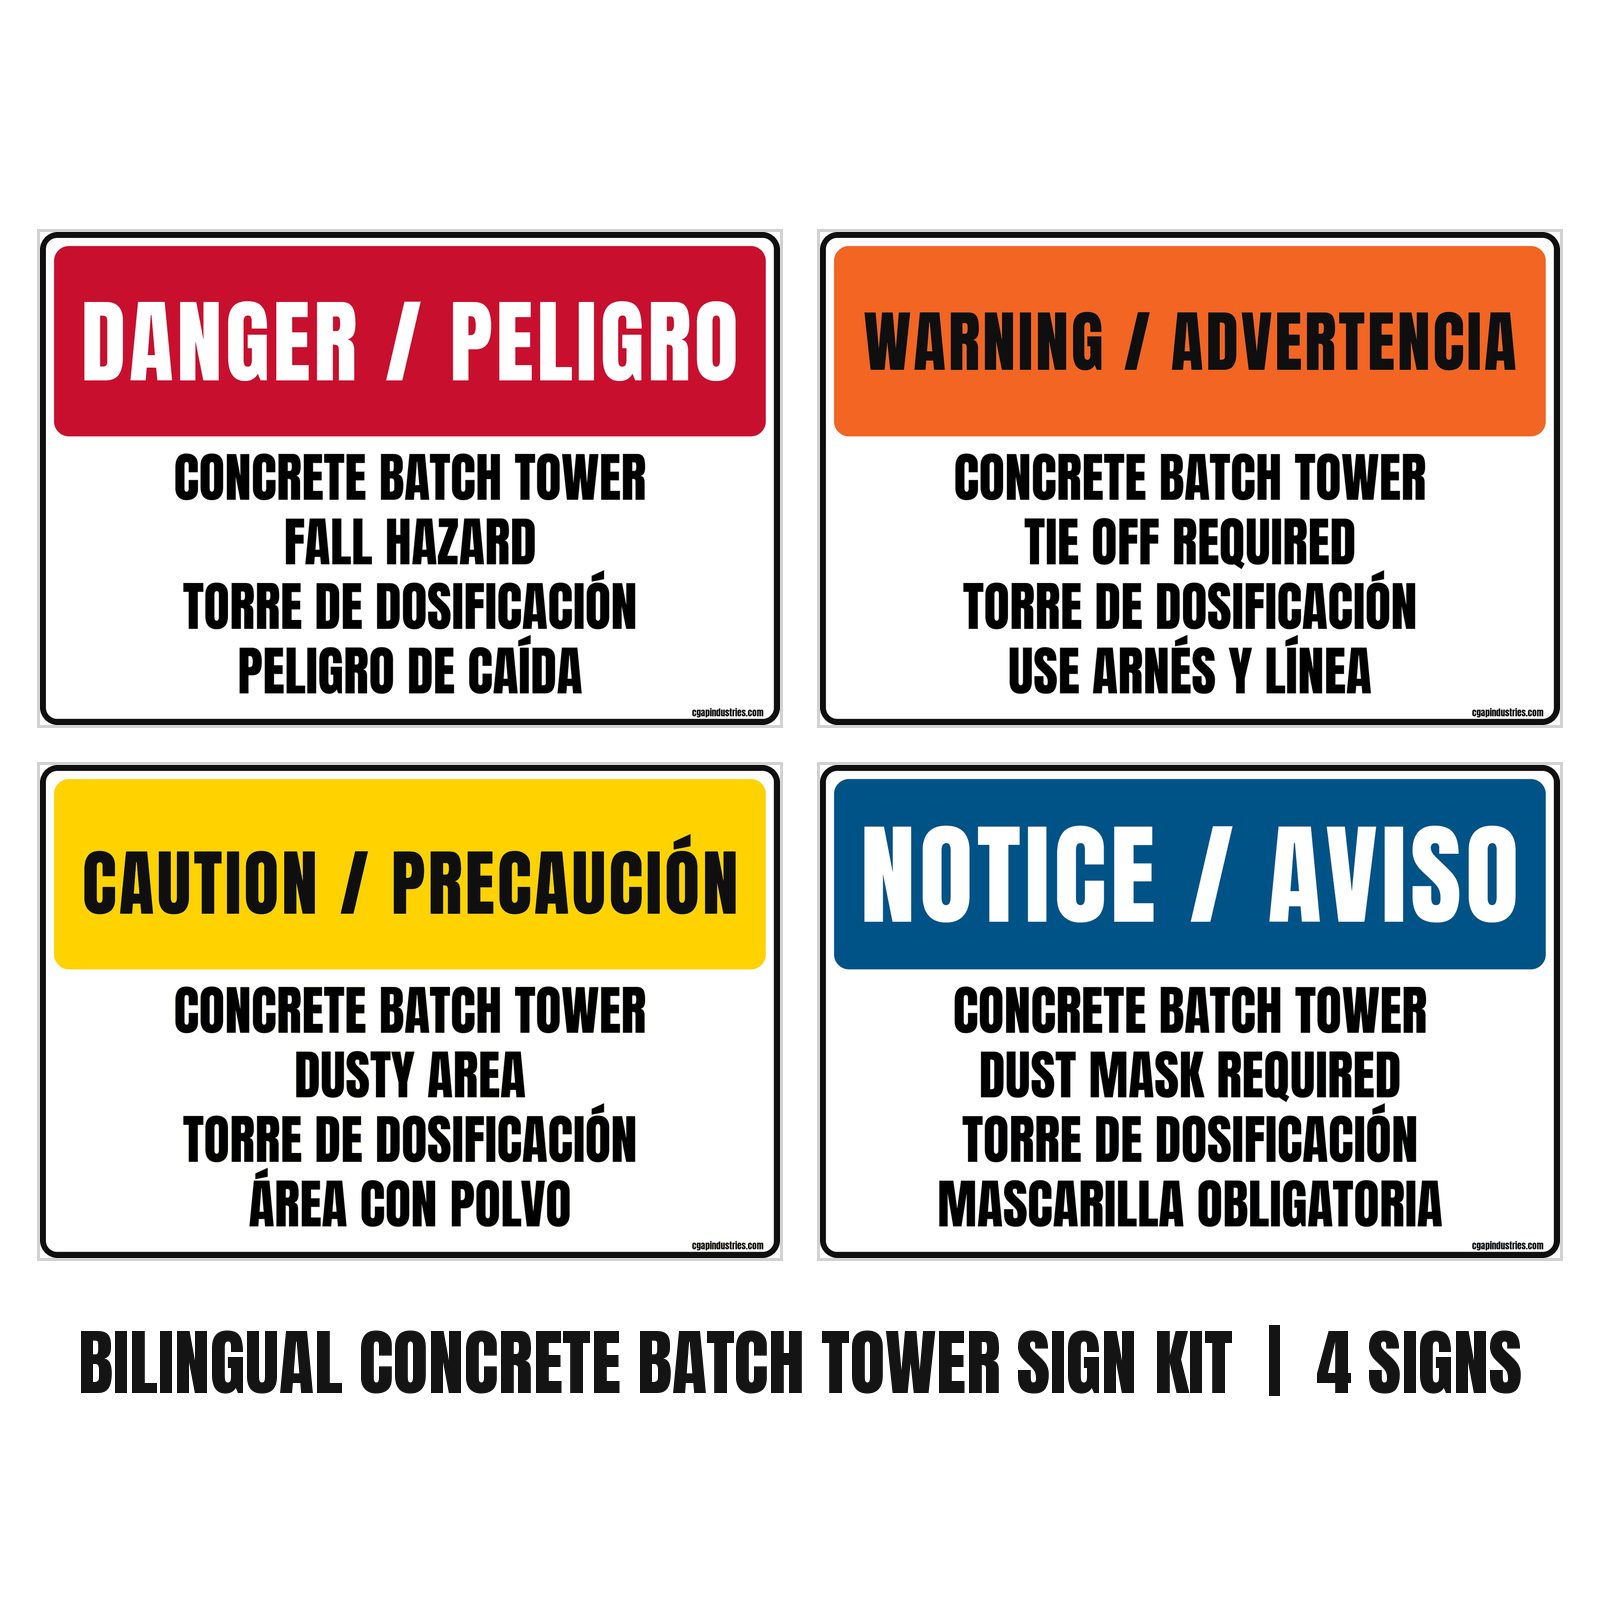 DANGER / PELIGRO
CONCRETE BATCH TOWER
FALL HAZARD
TORRE DE DOSIFICACIÓN
PELIGRO DE CAÍDA
cgapindustries.com
WARNING / ADVERTENCIA
CONCRETE BATCH TOWER
TIE OFF REQUIRED
TORRE DE DOSIFICACIÓN
USE ARNÉS Y LÍNEA
cgapindustries.com
CAUTION / PRECAUCIÓN
CONCRETE BATCH TOWER
DUSTY AREA
TORRE DE DOSIFICACIÓN
ÁREA CON POLVO
cgapindustries.com
NOTICE / AVISO
CONCRETE BATCH TOWER
DUST MASK REQUIRED
TORRE DE DOSIFICACIÓN
MASCARILLA OBLIGATORIA
cgapindustries.com
BILINGUAL CONCRETE BATCH TOWER SIGN KIT | 4 SIGNS